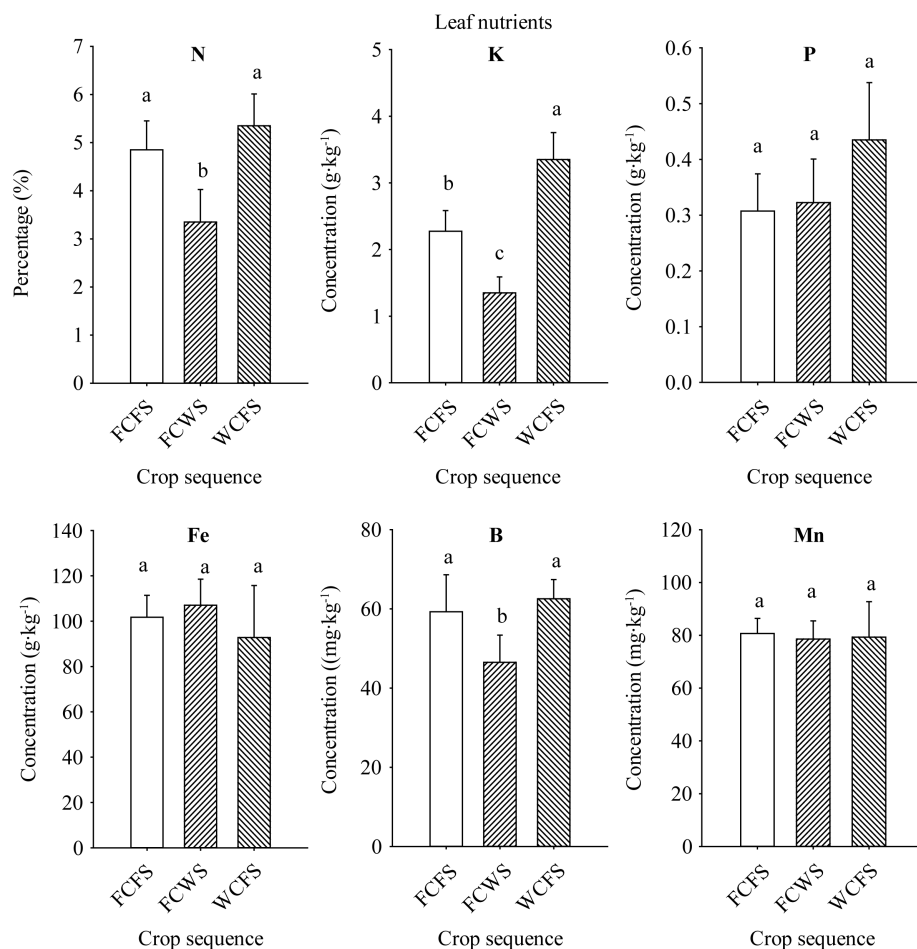 Leaf nutrients
N
Percentage (%)
7
6
5
4
3
2
1
0
a
b
a
FCFS
FCWS
WCFS
Crop sequence
K
Concentration (g·kg⁻¹)
5
4
3
2
1
0
b
c
a
FCFS
FCWS
WCFS
Crop sequence
P
Concentration (g·kg⁻¹)
0.6
0.5
0.4
0.3
0.2
0.1
0.0
a
a
a
FCFS
FCWS
WCFS
Crop sequence
Fe
Concentration (g·kg⁻¹)
140
120
100
80
60
40
20
0
a
a
a
FCFS
FCWS
WCFS
Crop sequence
B
Concentration ((mg·kg⁻¹)
80
60
40
20
0
a
b
a
FCFS
FCWS
WCFS
Crop sequence
Mn
Concentration (mg·kg⁻¹)
120
100
80
60
40
20
0
a
a
a
FCFS
FCWS
WCFS
Crop sequence